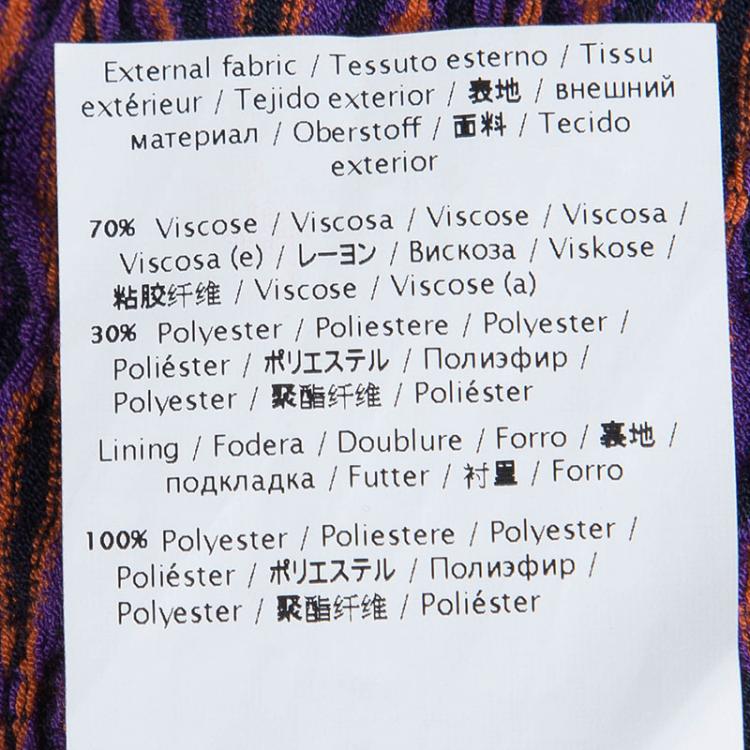 External fabric / Tessuto esterno / Tissu
extérieur / Tejido exterior / 表地 / внешний
материал / Oberstoff / 面料 / Tecido
exterior
70% Viscose / Viscosa / Viscose / Viscosa /
Viscosa (e) / レーヨン / Вискоза / Viskose /
粘胶纤维 / Viscose / Viscose (a)
30% Polyester / Poliestere / Polyester /
Poliéster / ポリエステル / Полиэфир /
Polyester / 聚酯纤维 / Poliéster
Lining / Fodera / Doublure / Forro / 裏地 /
подкладка / Futter / 衬里 / Forro
100% Polyester / Poliestere / Polyester /
Poliéster / ポリエステル / Полиэфир /
Polyester / 聚酯纤维 / Poliéster